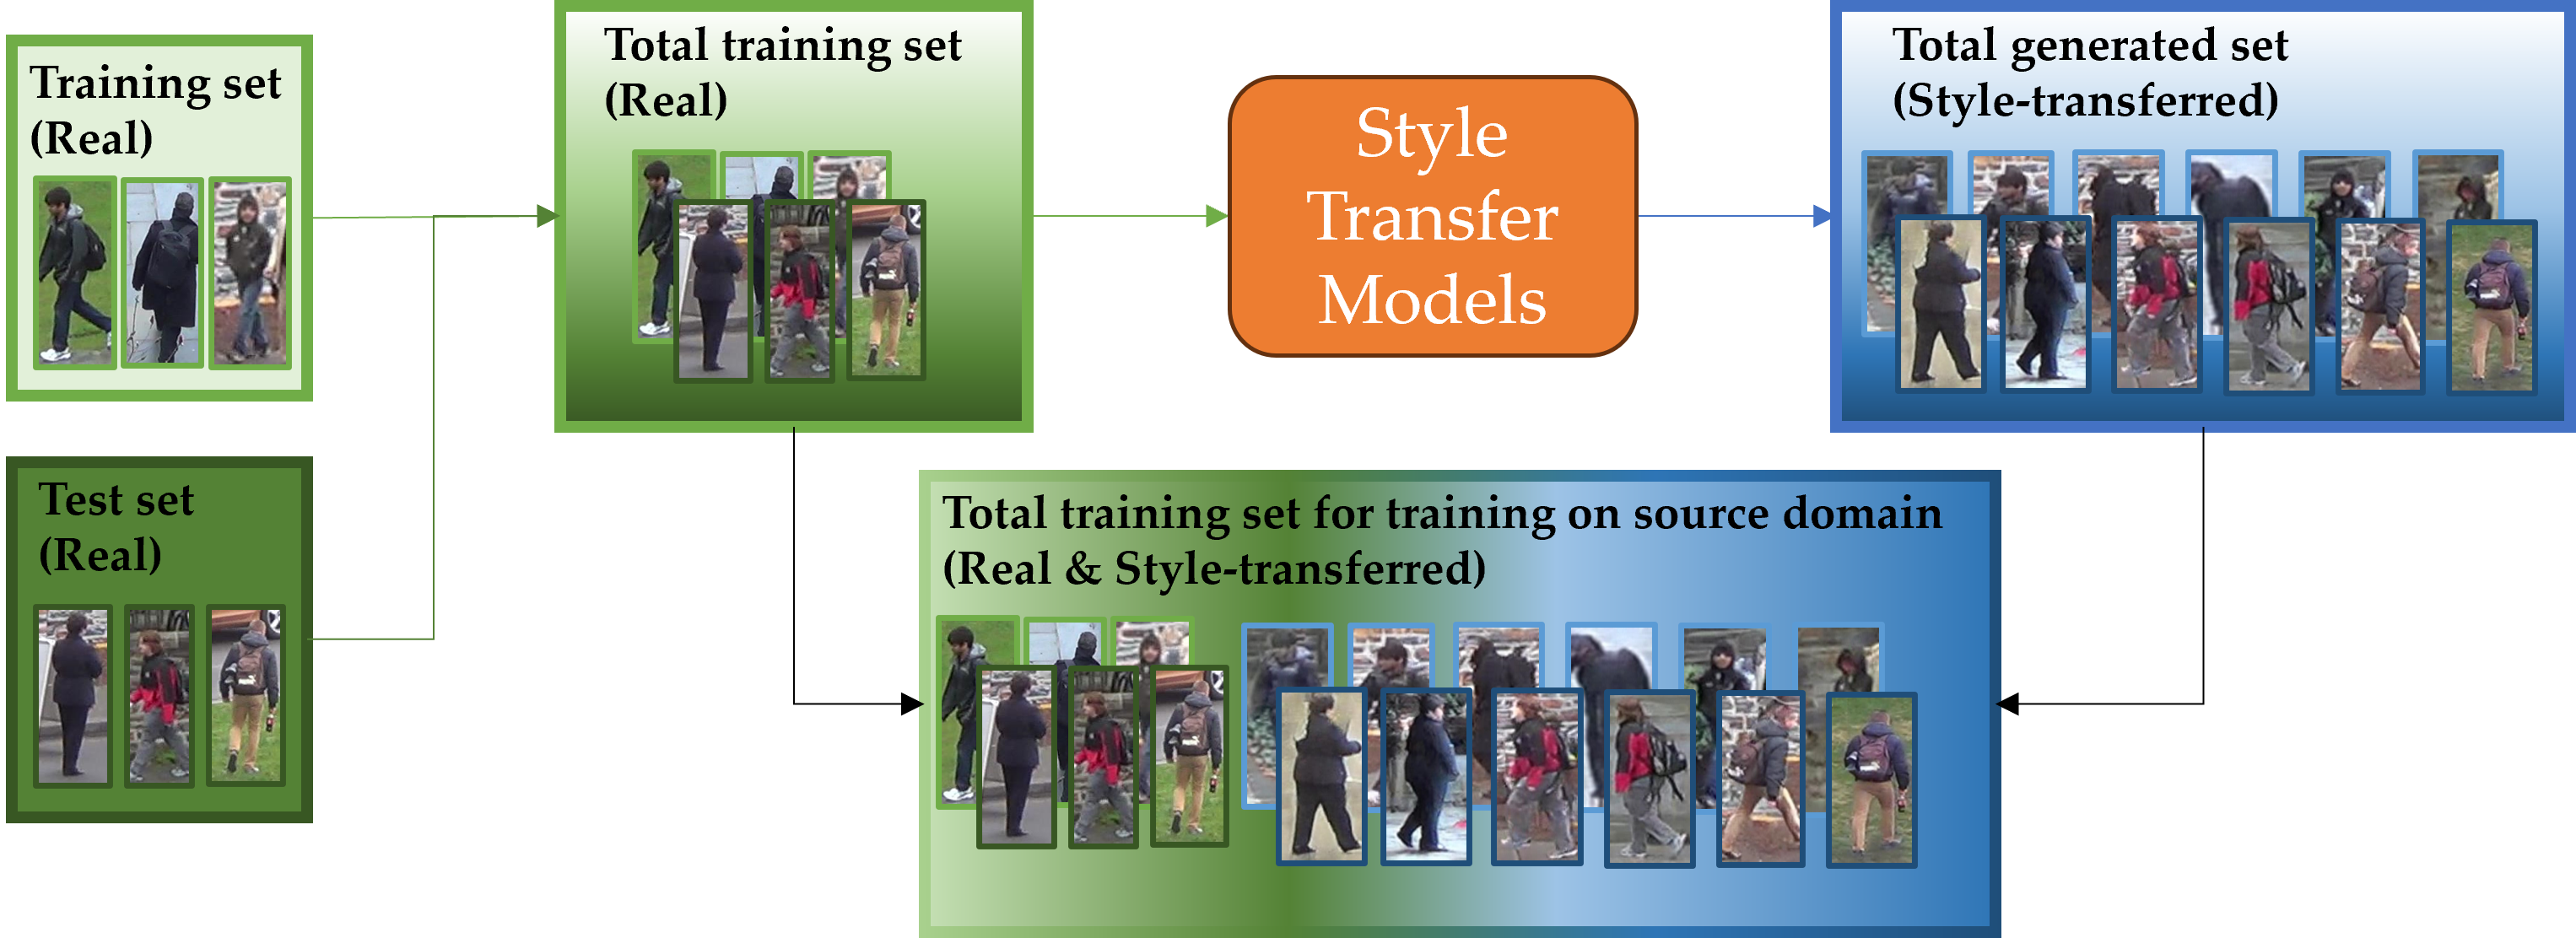 Training set
(Real)
Total training set
(Real)
Style
Transfer
Models
Total generated set
(Style-transferred)
Test set
(Real)
Total training set for training on source domain
(Real & Style-transferred)